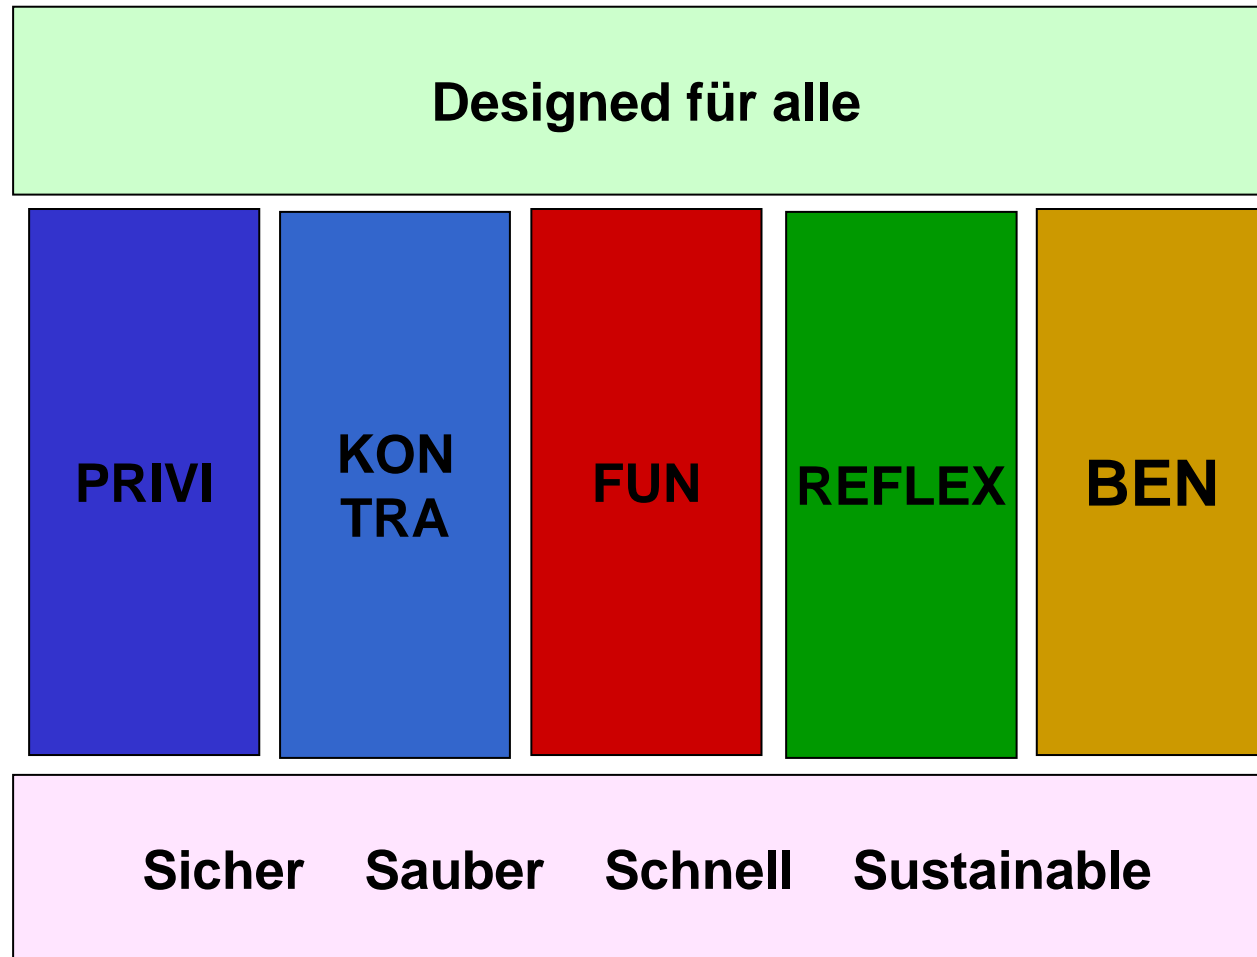 Designed für alle
PRIVI
KON
TRA
FUN
REFLEX
BEN
Sicher Sauber Schnell Sustainable